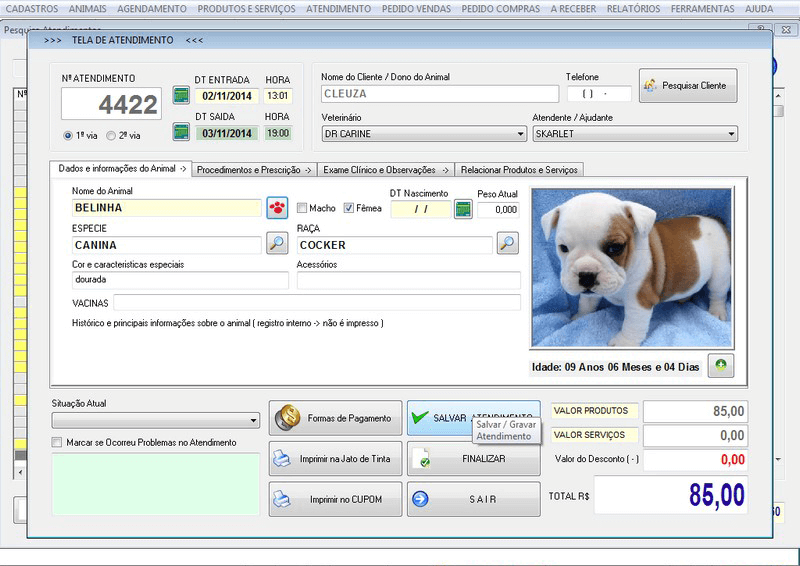 CADASTROS ANIMAIS AGENDAMENTO PRODUTOS E SERVIÇOS ATENDIMENTO PEDIDO VENDAS PEDIDO COMPRAS A RECEBER RELATÓRIOS FERRAMENTAS AJUDA
>>> TELA DE ATENDIMENTO <<<
Nº ATENDIMENTO
4422
1ª via 2ª via
DT ENTRADA HORA
02/11/2014 13:01
DT SAIDA HORA
03/11/2014 19:00
Nome do Cliente / Dono do Animal Telefone
CLEUZA ( ) -
Pesquisar Cliente
Veterinário Atendente / Ajudante
DR CARINE SKARLET
Dados e informações do Animal -> Procedimentos e Prescrição -> Exame Clínico e Observações -> Relacionar Produtos e Serviços
Nome do Animal DT Nascimento Peso Atual
BELINHA Macho Fêmea / / 0,000
ESPECIE RAÇA
CANINA COCKER
Cor e caracteristicas especiais Acessórios
dourada
VACINAS
Histórico e principais informações sobre o animal ( registro interno -> não é impresso )
Idade: 09 Anos 06 Meses e 04 Dias
Situação Atual
Marcar se Ocorreu Problemas no Atendimento
Formas de Pagamento
SALVAR ATENDIMENTO
Salvar / Gravar
Atendimento
Imprimir na Jato de Tinta
FINALIZAR
Imprimir no CUPOM
S A I R
VALOR PRODUTOS 85,00
VALOR SERVIÇOS 0,00
Valor do Desconto ( - ) 0,00
TOTAL R$ 85,00